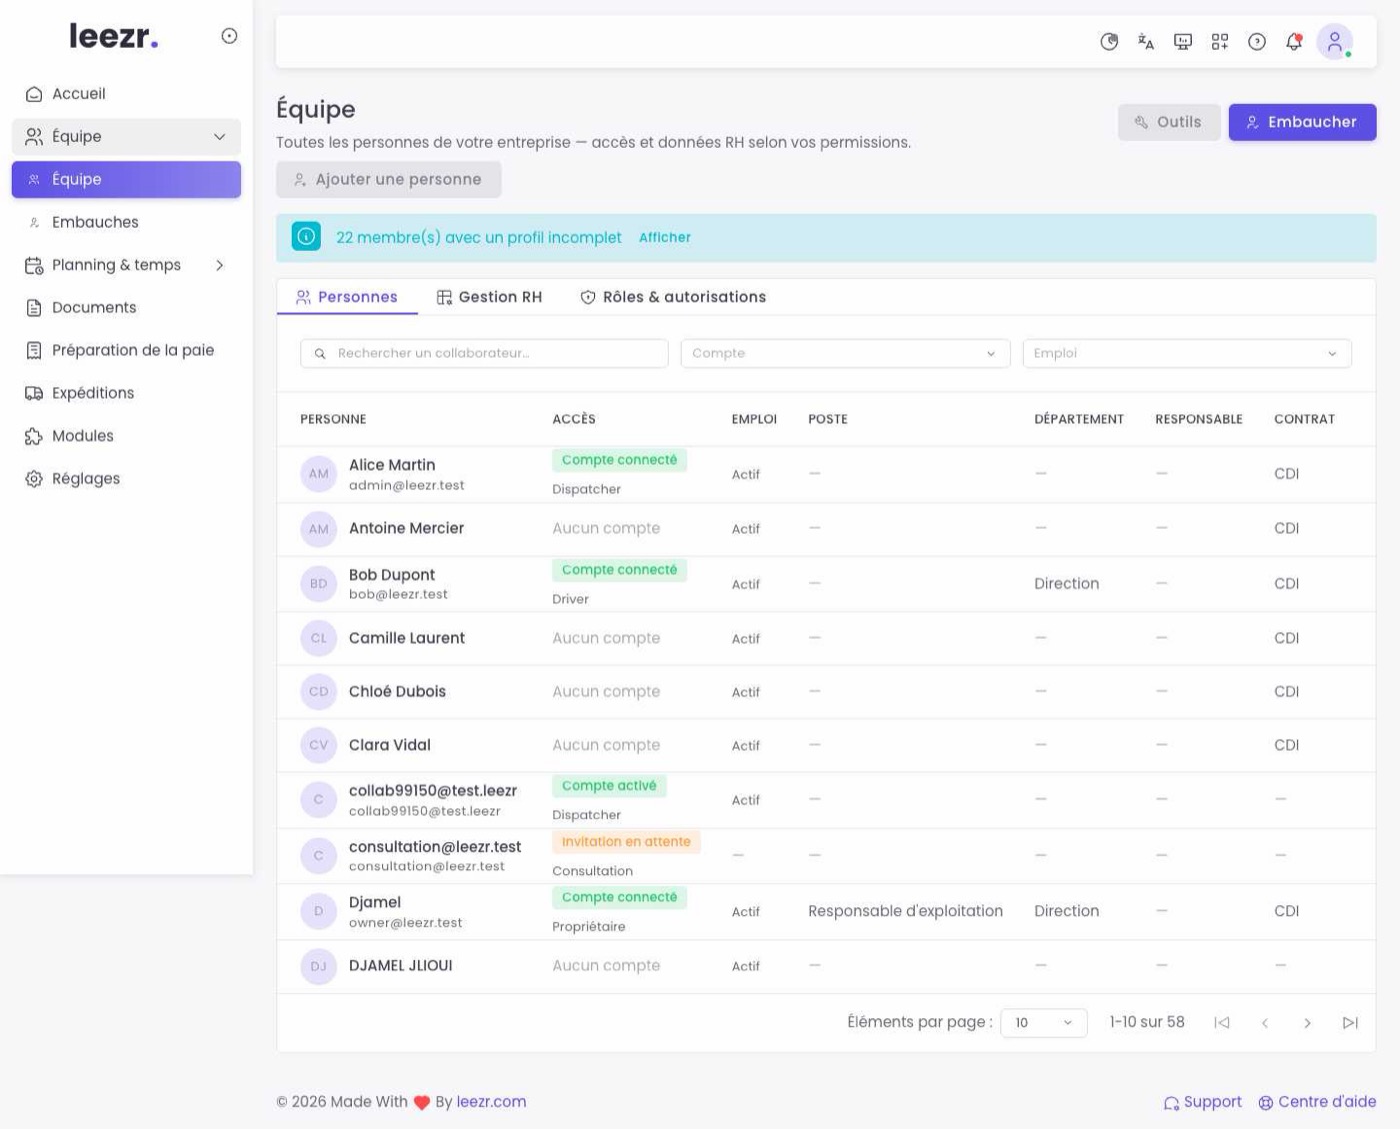 leezr.
Accueil
Équipe
Équipe
Embauches
Planning & temps
Documents
Préparation de la paie
Expéditions
Modules
Réglages
Équipe
Toutes les personnes de votre entreprise — accès et données RH selon vos permissions.
Outils
Embaucher
Ajouter une personne
22 membre(s) avec un profil incomplet Afficher
Personnes Gestion RH Rôles & autorisations
Rechercher un collaborateur... Compte Emploi
PERSONNE ACCÈS EMPLOI POSTE DÉPARTEMENT RESPONSABLE CONTRAT
AM Alice Martin Compte connecté Actif — — — CDI
admin@leezr.test Dispatcher
AM Antoine Mercier Aucun compte Actif — — — CDI
BD Bob Dupont Compte connecté Actif — Direction — CDI
bob@leezr.test Driver
CL Camille Laurent Aucun compte Actif — — — CDI
CD Chloé Dubois Aucun compte Actif — — — CDI
CV Clara Vidal Aucun compte Actif — — — CDI
C collab99150@test.leezr Compte activé Actif — — — —
collab99150@test.leezr Dispatcher
C consultation@leezr.test Invitation en attente — — — — —
consultation@leezr.test Consultation
D Djamel Compte connecté Actif Responsable d'exploitation Direction — CDI
owner@leezr.test Propriétaire
DJ DJAMEL JLIOUI Aucun compte Actif — — — —
Éléments par page : 10 1-10 sur 58
© 2026 Made With By leezr.com
Support Centre d'aide